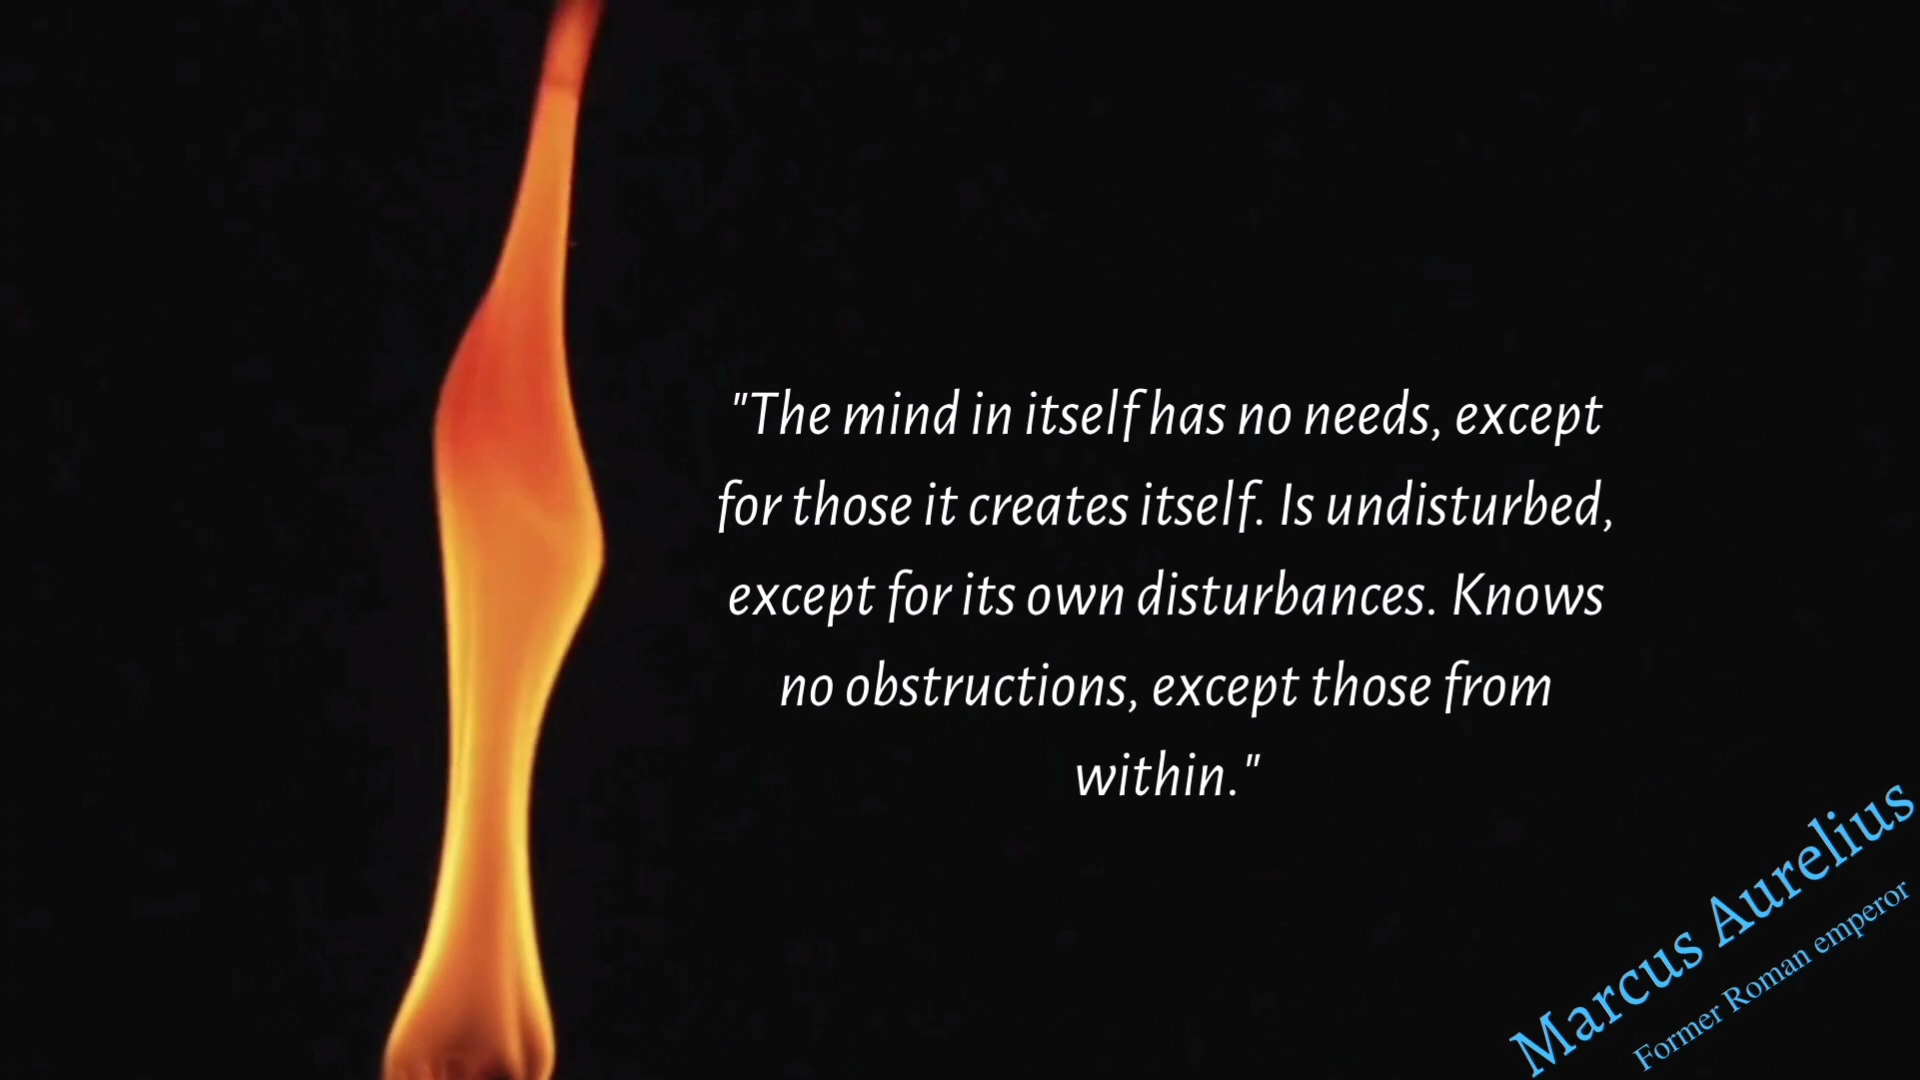 "The mind in itself has no needs, except
for those it creates itself. Is undisturbed,
except for its own disturbances. Knows
no obstructions, except those from
within."
Marcus Aurelius
Former Roman emperor